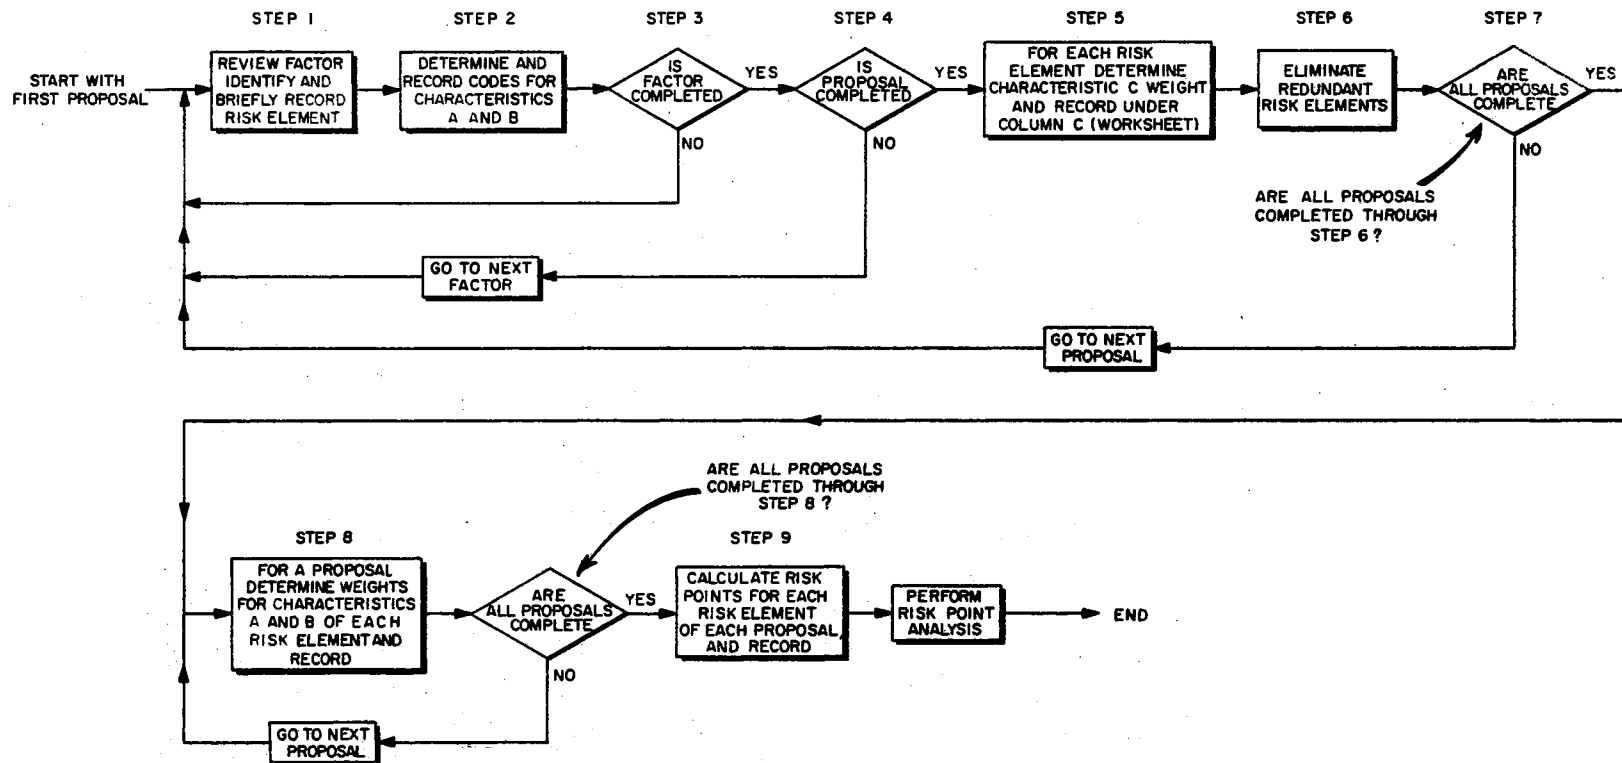 STEP 1
STEP 2
STEP 3
STEP 4
STEP 5
STEP 6
STEP 7
START WITH
FIRST PROPOSAL
REVIEW FACTOR
IDENTIFY AND
BRIEFLY RECORD
RISK ELEMENT
DETERMINE AND
RECORD CODES FOR
CHARACTERISTICS
A AND B
IS
FACTOR
COMPLETED
YES
NO
IS
PROPOSAL
COMPLETED
YES
NO
FOR EACH RISK
ELEMENT DETERMINE
CHARACTERISTIC C WEIGHT
AND RECORD UNDER
COLUMN C (WORKSHEET)
ELIMINATE
REDUNDANT
RISK ELEMENTS
ARE
ALL PROPOSALS
COMPLETE
YES
NO
ARE ALL PROPOSALS
COMPLETED THROUGH
STEP 6?
GO TO NEXT
FACTOR
GO TO NEXT
PROPOSAL
ARE ALL PROPOSALS
COMPLETED THROUGH
STEP 8?
STEP 8
STEP 9
FOR A PROPOSAL
DETERMINE WEIGHTS
FOR CHARACTERISTICS
A AND B OF EACH
RISK ELEMENT AND
RECORD
ARE
ALL PROPOSALS
COMPLETE
YES
NO
CALCULATE RISK
POINTS FOR EACH
RISK ELEMENT
OF EACH PROPOSAL,
AND RECORD
PERFORM
RISK POINT
ANALYSIS
END
GO TO NEXT
PROPOSAL